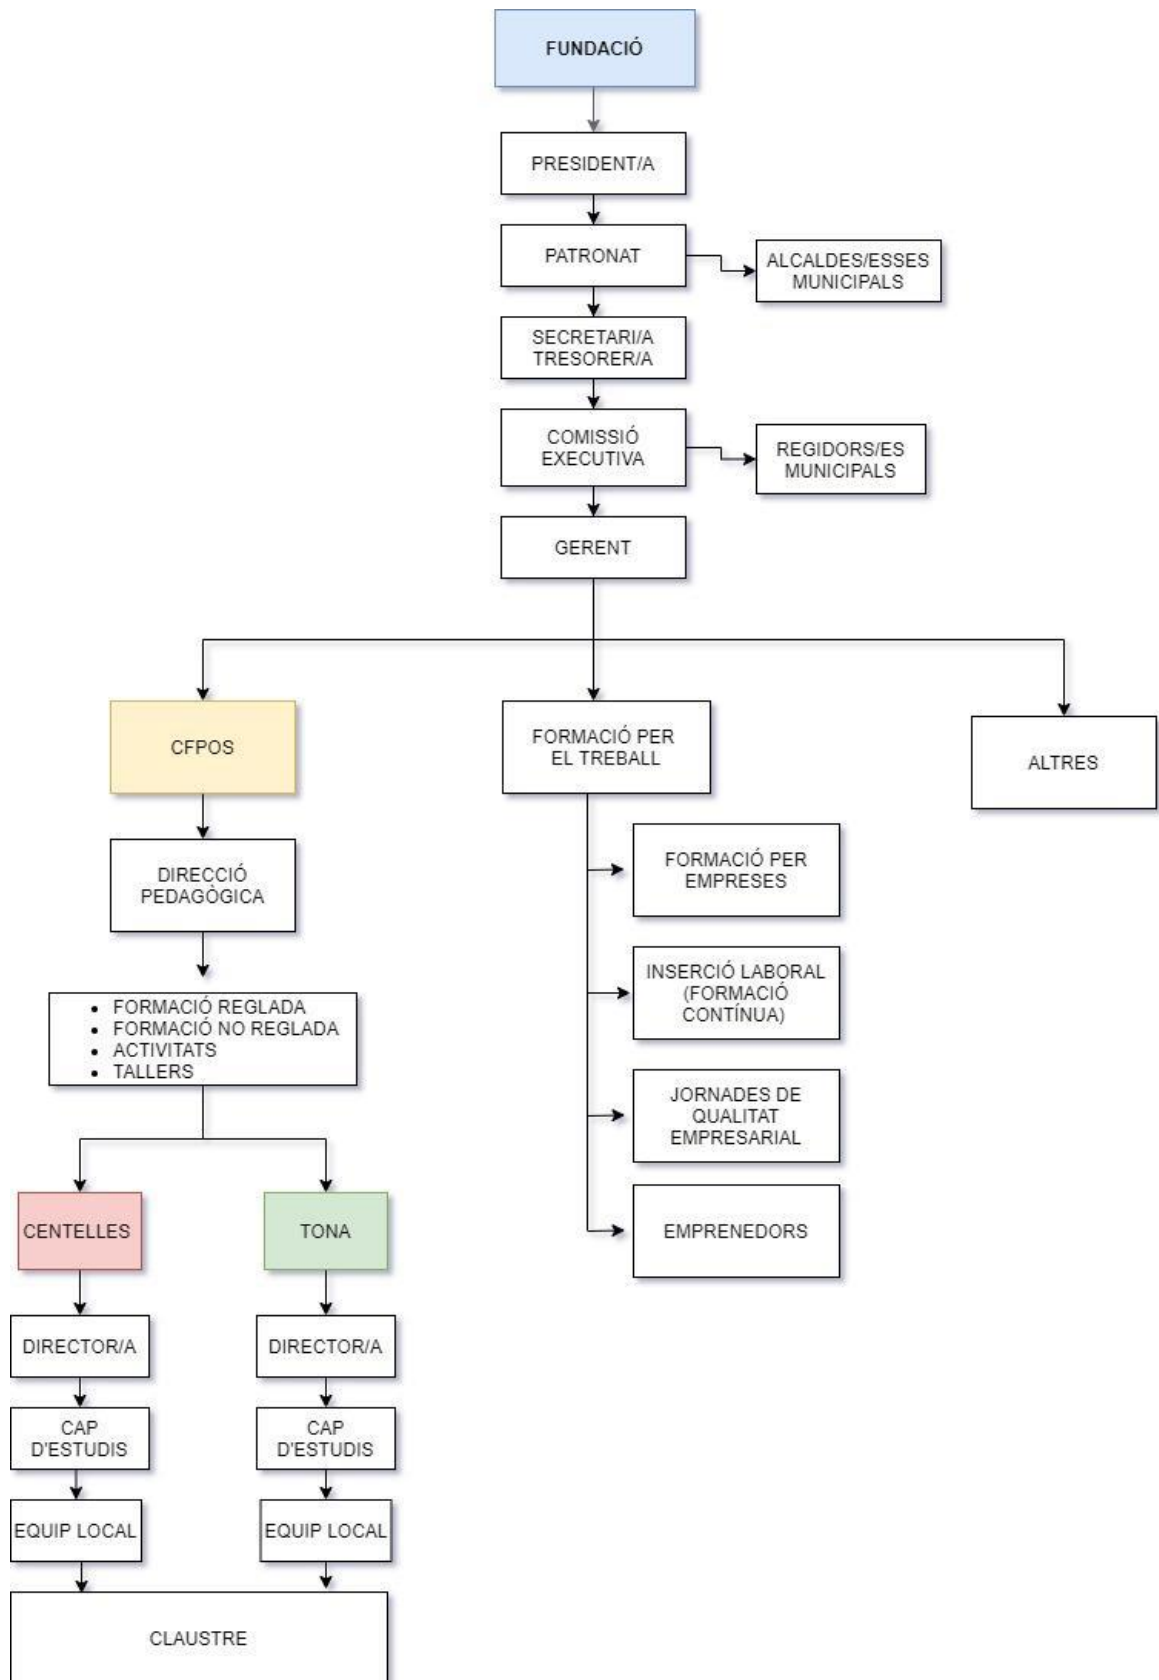 FUNDACIÓ
PRESIDENT/A
PATRONAT
ALCALDES/ESSES
MUNICIPALS
SECRETARI/A
TRESORER/A
COMISSIÓ
EXECUTIVA
REGIDORS/ES
MUNICIPALS
GERENT
CFPOS
FORMACIÓ PER
EL TREBALL
ALTRES
DIRECCIÓ
PEDAGÒGICA
• FORMACIÓ REGLADA
• FORMACIÓ NO REGLADA
• ACTIVITATS
• TALLERS
FORMACIÓ PER
EMPRESES
INSERCIÓ LABORAL
(FORMACIÓ
CONTÍNUA)
JORNADES DE
QUALITAT
EMPRESARIAL
EMPRENEDORS
CENTELLES
TONA
DIRECTOR/A
DIRECTOR/A
CAP
D'ESTUDIS
CAP
D'ESTUDIS
EQUIP LOCAL
EQUIP LOCAL
CLAUSTRE